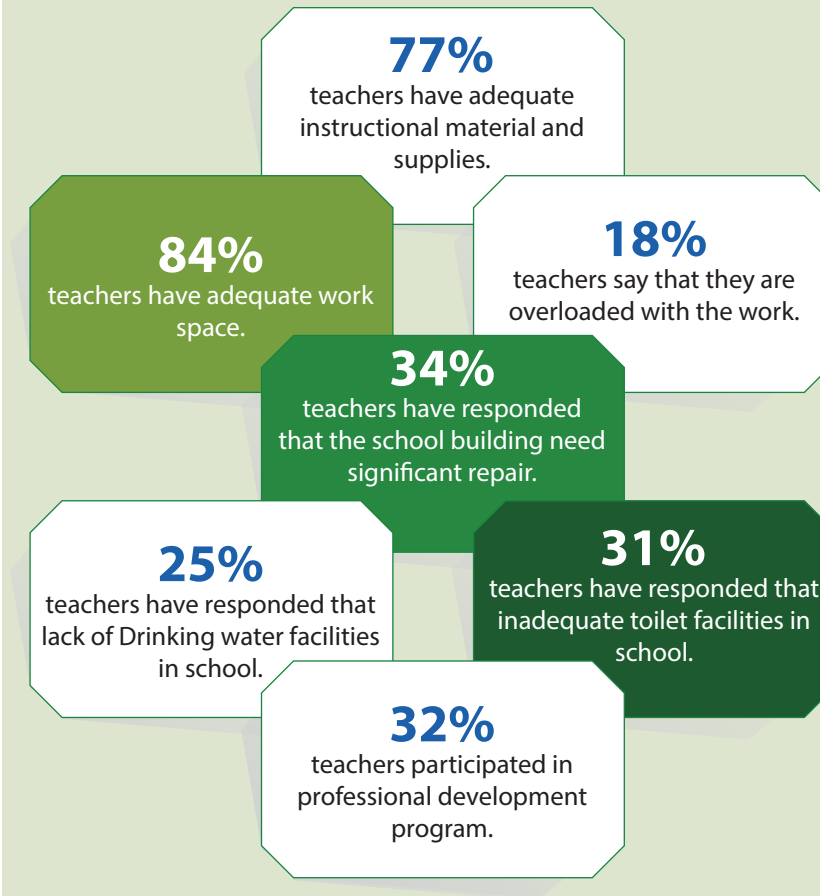 77%
teachers have adequate
instructional material and
supplies.
84%
teachers have adequate work
space.
18%
teachers say that they are
overloaded with the work.
34%
teachers have responded
that the school building need
significant repair.
25%
teachers have responded that
lack of Drinking water facilities
in school.
31%
teachers have responded that
inadequate toilet facilities in
school.
32%
teachers participated in
professional development
program.